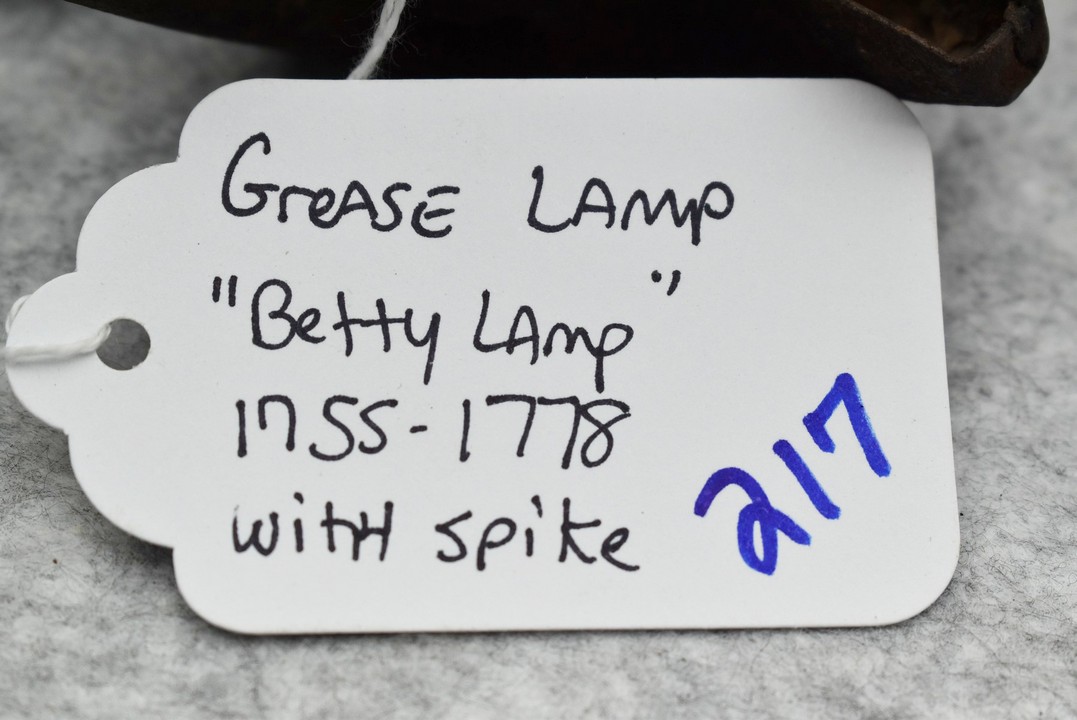 GreASE LAmp
"Betty LAmp"
1755-1778
witH spike
217